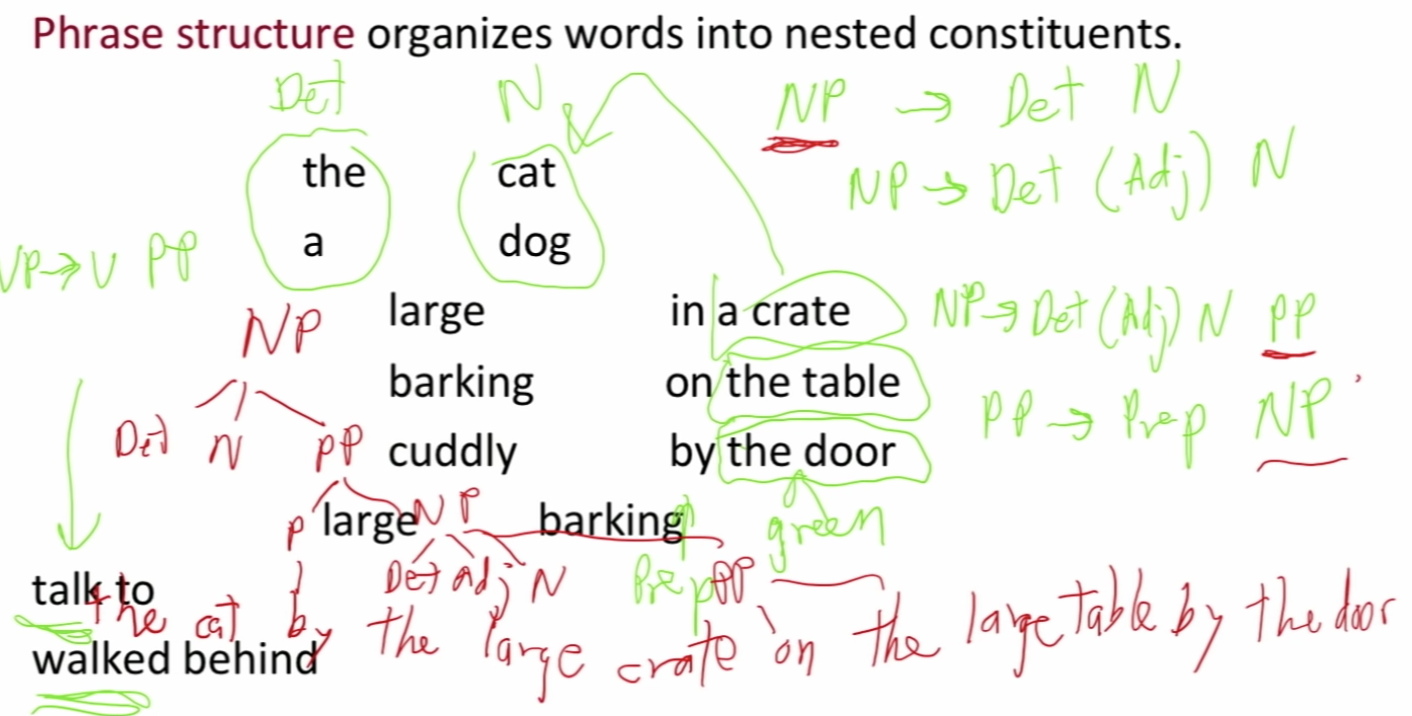 Phrase structure organizes words into nested constituents.
Det N NP → Det N
the cat NP → Det (Adj) N
a dog
VP → V PP
large in a crate NP → Det (Adj) N PP
NP
barking on the table
PP → Prep NP
Det N PP cuddly by the door
P large NP barking green
Det adj N Prep PP
talk to
the cat by the large crate on the large table by the door
walked behind